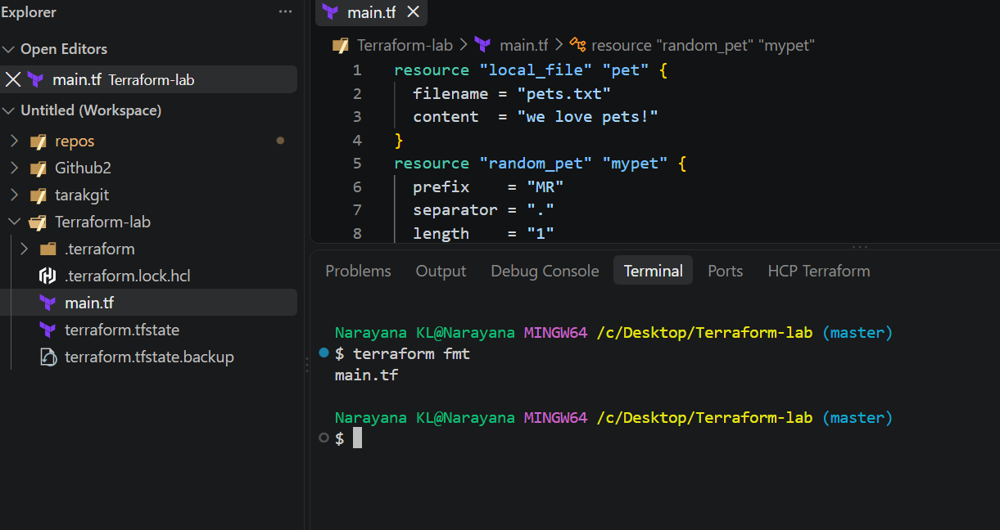 Explorer
Open Editors
main.tf Terraform-lab
Untitled (Workspace)
repos
Github2
tarakgit
Terraform-lab
.terraform
.terraform.lock.hcl
main.tf
terraform.tfstate
terraform.tfstate.backup
main.tf
Terraform-lab > main.tf > resource "random_pet" "mypet"
1 resource "local_file" "pet" {
2 filename = "pets.txt"
3 content  = "we love pets!"
4 }
5 resource "random_pet" "mypet" {
6 prefix    = "MR"
7 separator = "."
8 length    = "1"
Problems Output Debug Console Terminal Ports HCP Terraform
Narayana KL@Narayana MINGW64 /c/Desktop/Terraform-lab (master)
$ terraform fmt
main.tf
Narayana KL@Narayana MINGW64 /c/Desktop/Terraform-lab (master)
$